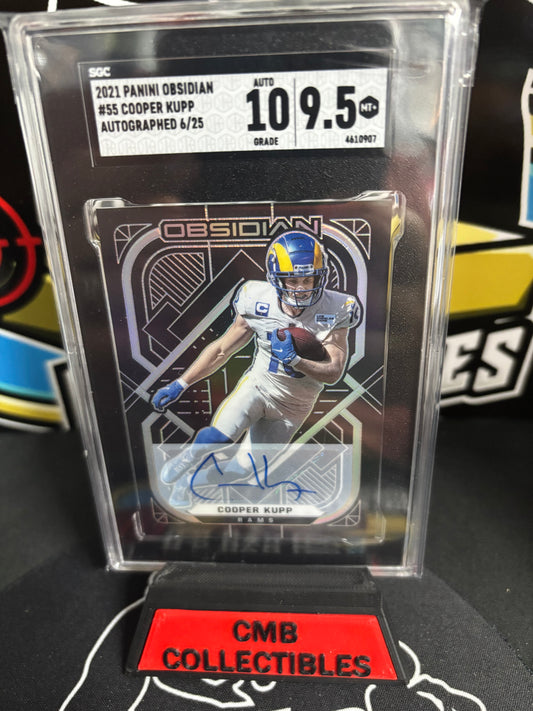 SGC
2021 PANINI OBSIDIAN
#55 COOPER KUPP
AUTOGRAPHED 6/25
AUTO
10
GRADE
9.5
MT+
4610907
OBSIDIAN
C
COOPER KUPP
RAMS
ES
CMB
COLLECTIBLES